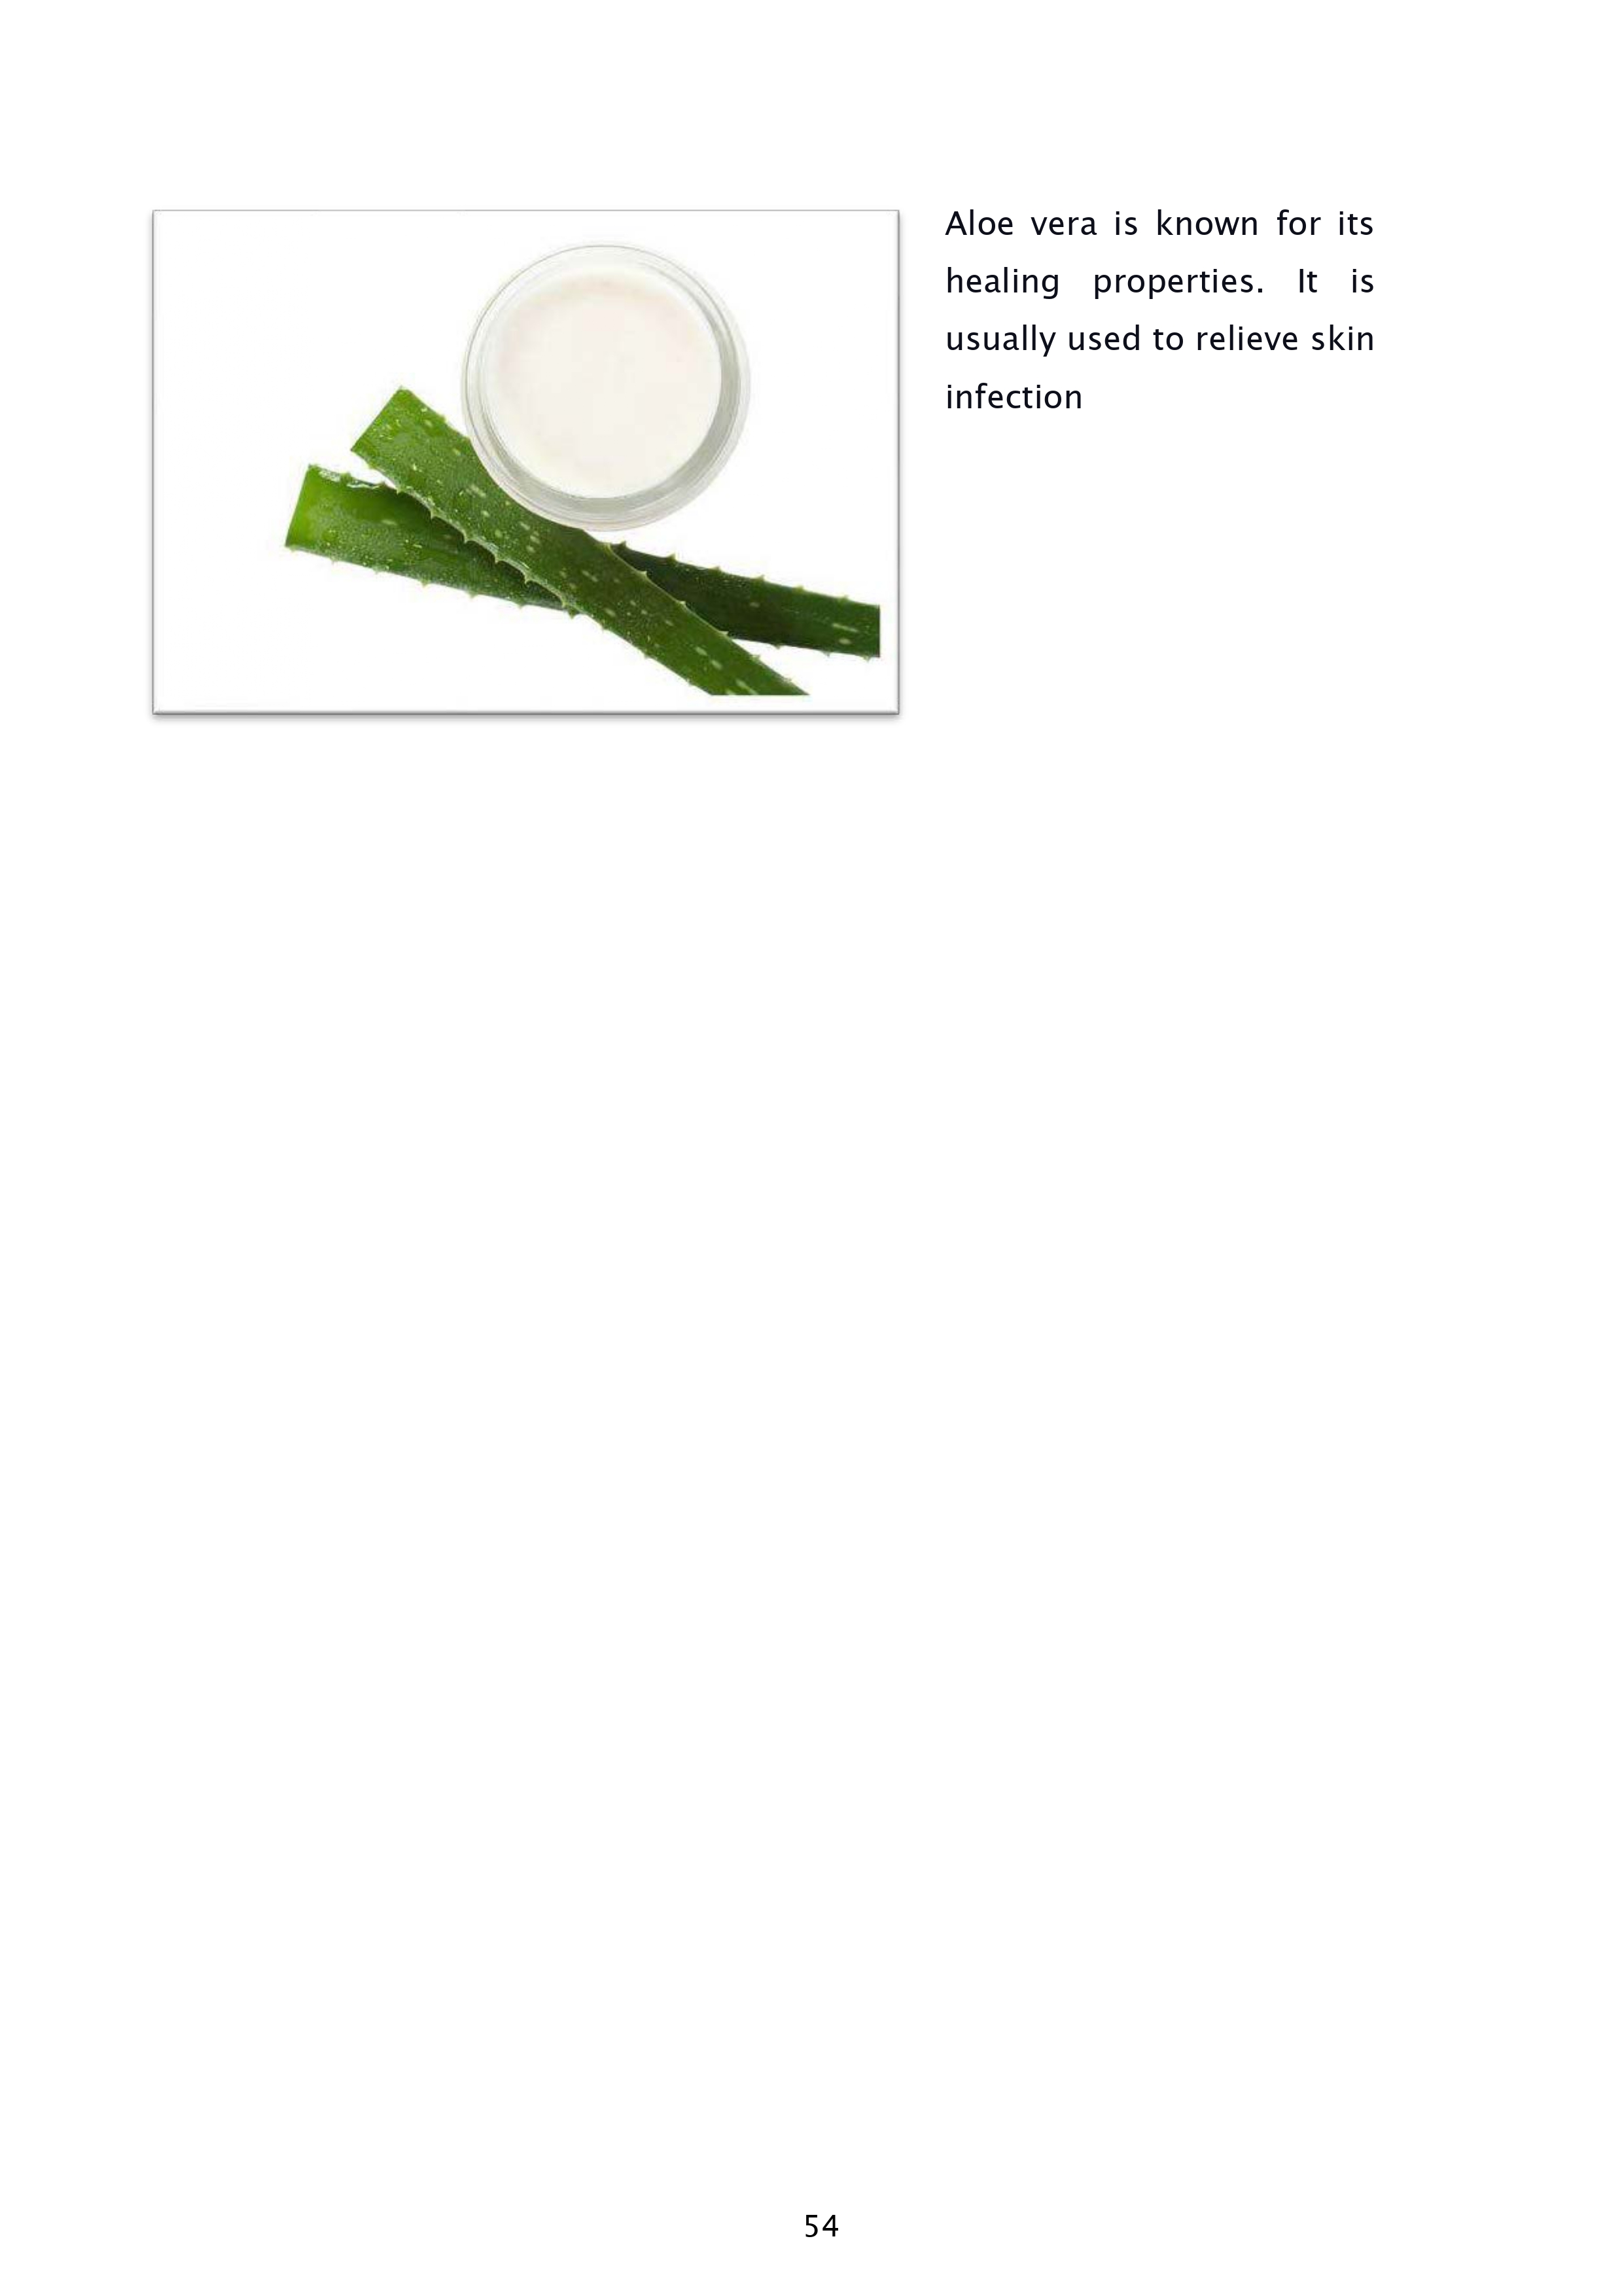 Aloe vera is known for its
healing properties. It is
usually used to relieve skin
infection
54